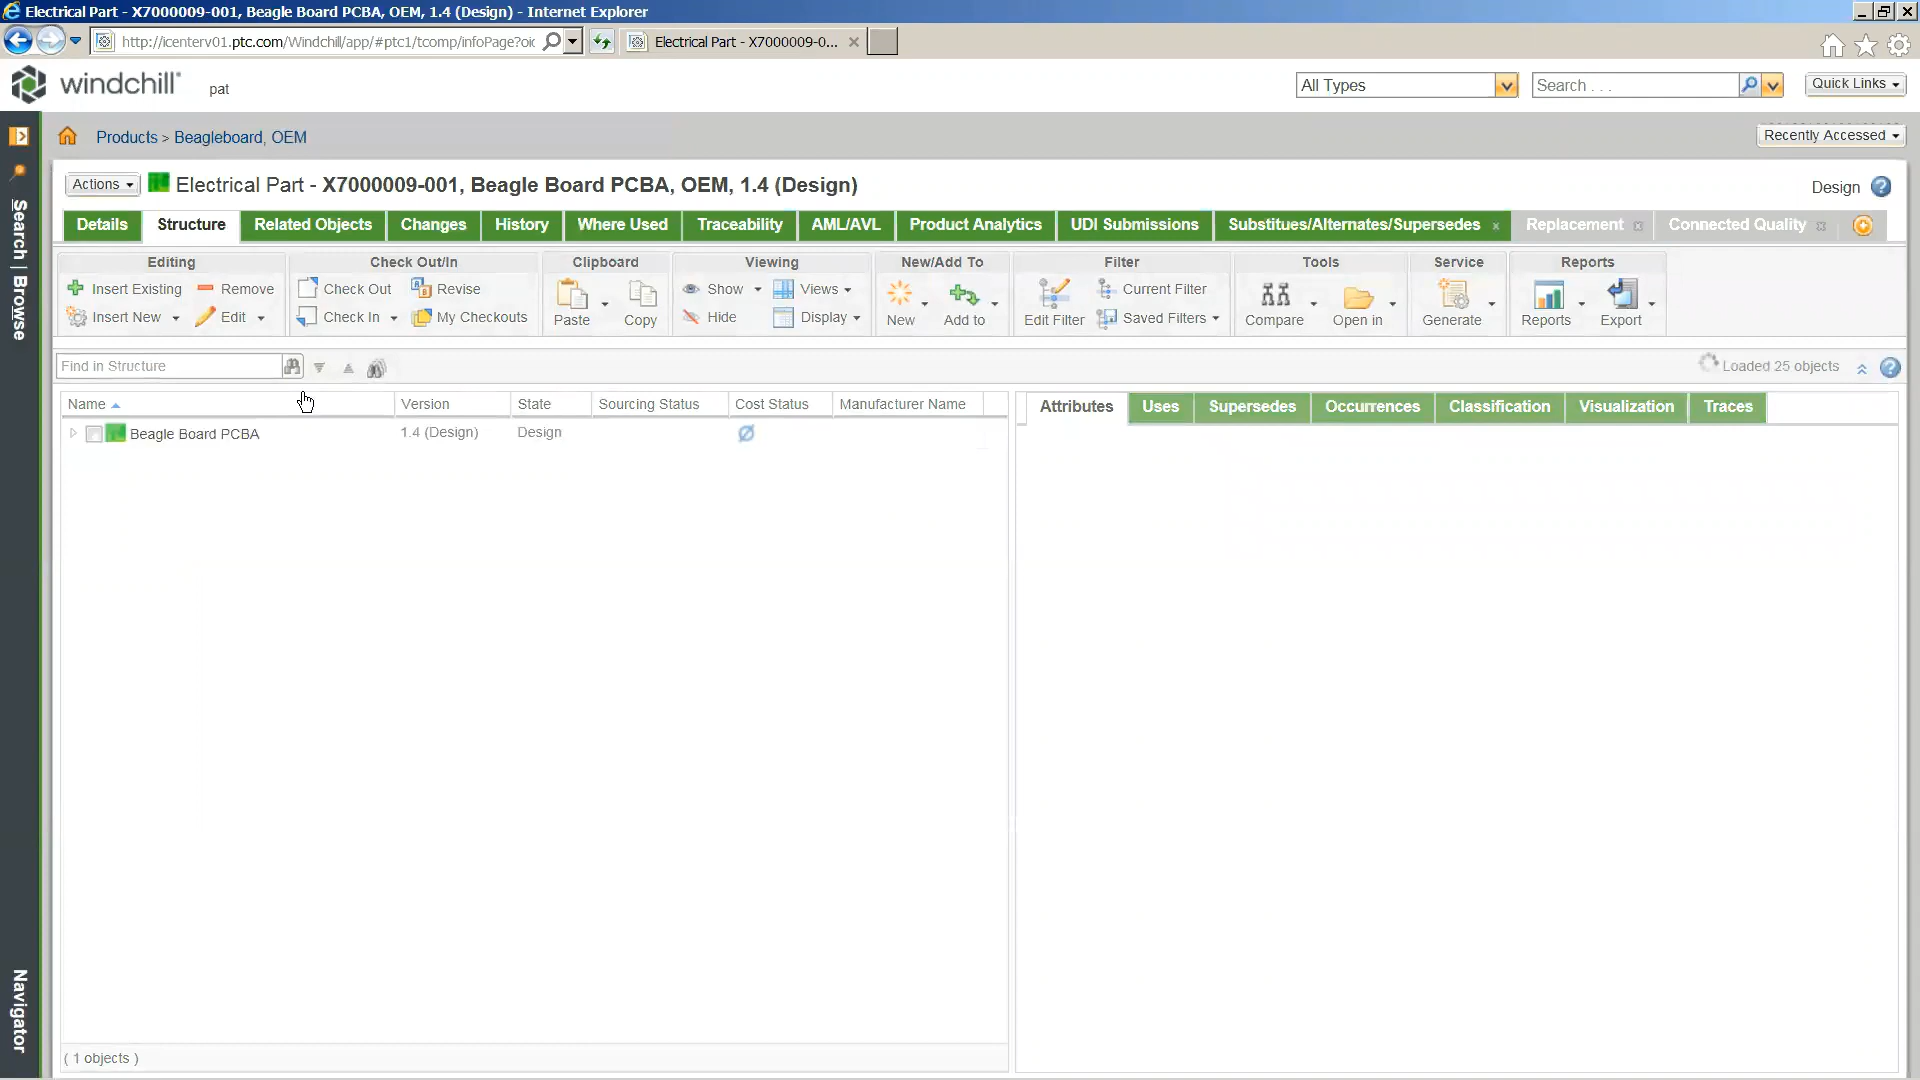 Electrical Part - X7000009-001, Beagle Board PCBA, OEM, 1.4 (Design) - Internet Explorer
http://icenterv01.ptc.com/Windchill/app/#ptc1/tcomp/infoPage?oi Electrical Part - X7000009-0...
windchill pat All Types Search . . . Quick Links
Products > Beagleboard, OEM Recently Accessed
Actions Electrical Part - X7000009-001, Beagle Board PCBA, OEM, 1.4 (Design) Design
Details Structure Related Objects Changes History Where Used Traceability AML/AVL Product Analytics UDI Submissions Substitues/Alternates/Supersedes Replacement Connected Quality
Editing Check Out/In Clipboard Viewing New/Add To Filter Tools Service Reports
Insert Existing Remove Check Out Revise Show Views Current Filter
Insert New Edit Check In My Checkouts Paste Copy Hide Display New Add to Edit Filter Saved Filters Compare Open in Generate Reports Export
Find in Structure Loaded 25 objects
Name Version State Sourcing Status Cost Status Manufacturer Name Attributes Uses Supersedes Occurrences Classification Visualization Traces
Beagle Board PCBA 1.4 (Design) Design
( 1 objects )
Search | Browse
Navigator